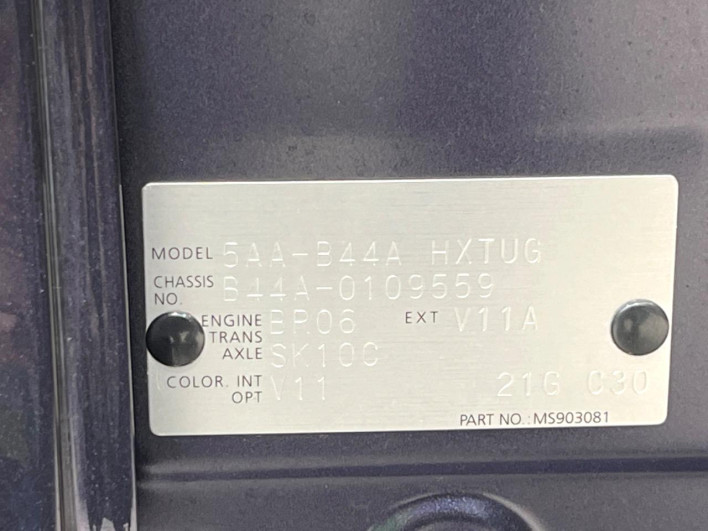 MODEL 5AA-B44A HXTUG
CHASSIS NO. B44A-0109559
ENGINE BR06 EXT V11A
TRANS AXLE SK10C
COLOR. INT V11 21G C30
OPT
PART NO.: MS903081